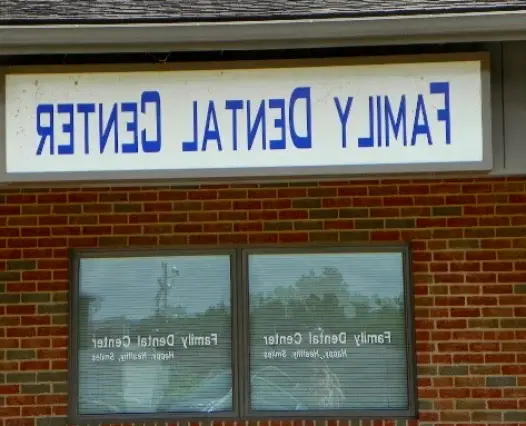 FAMILY DENTAL CENTER
Family Dental Center
Happy, Healthy, Smiles
Family Dental Center
Happy, Healthy, Smiles